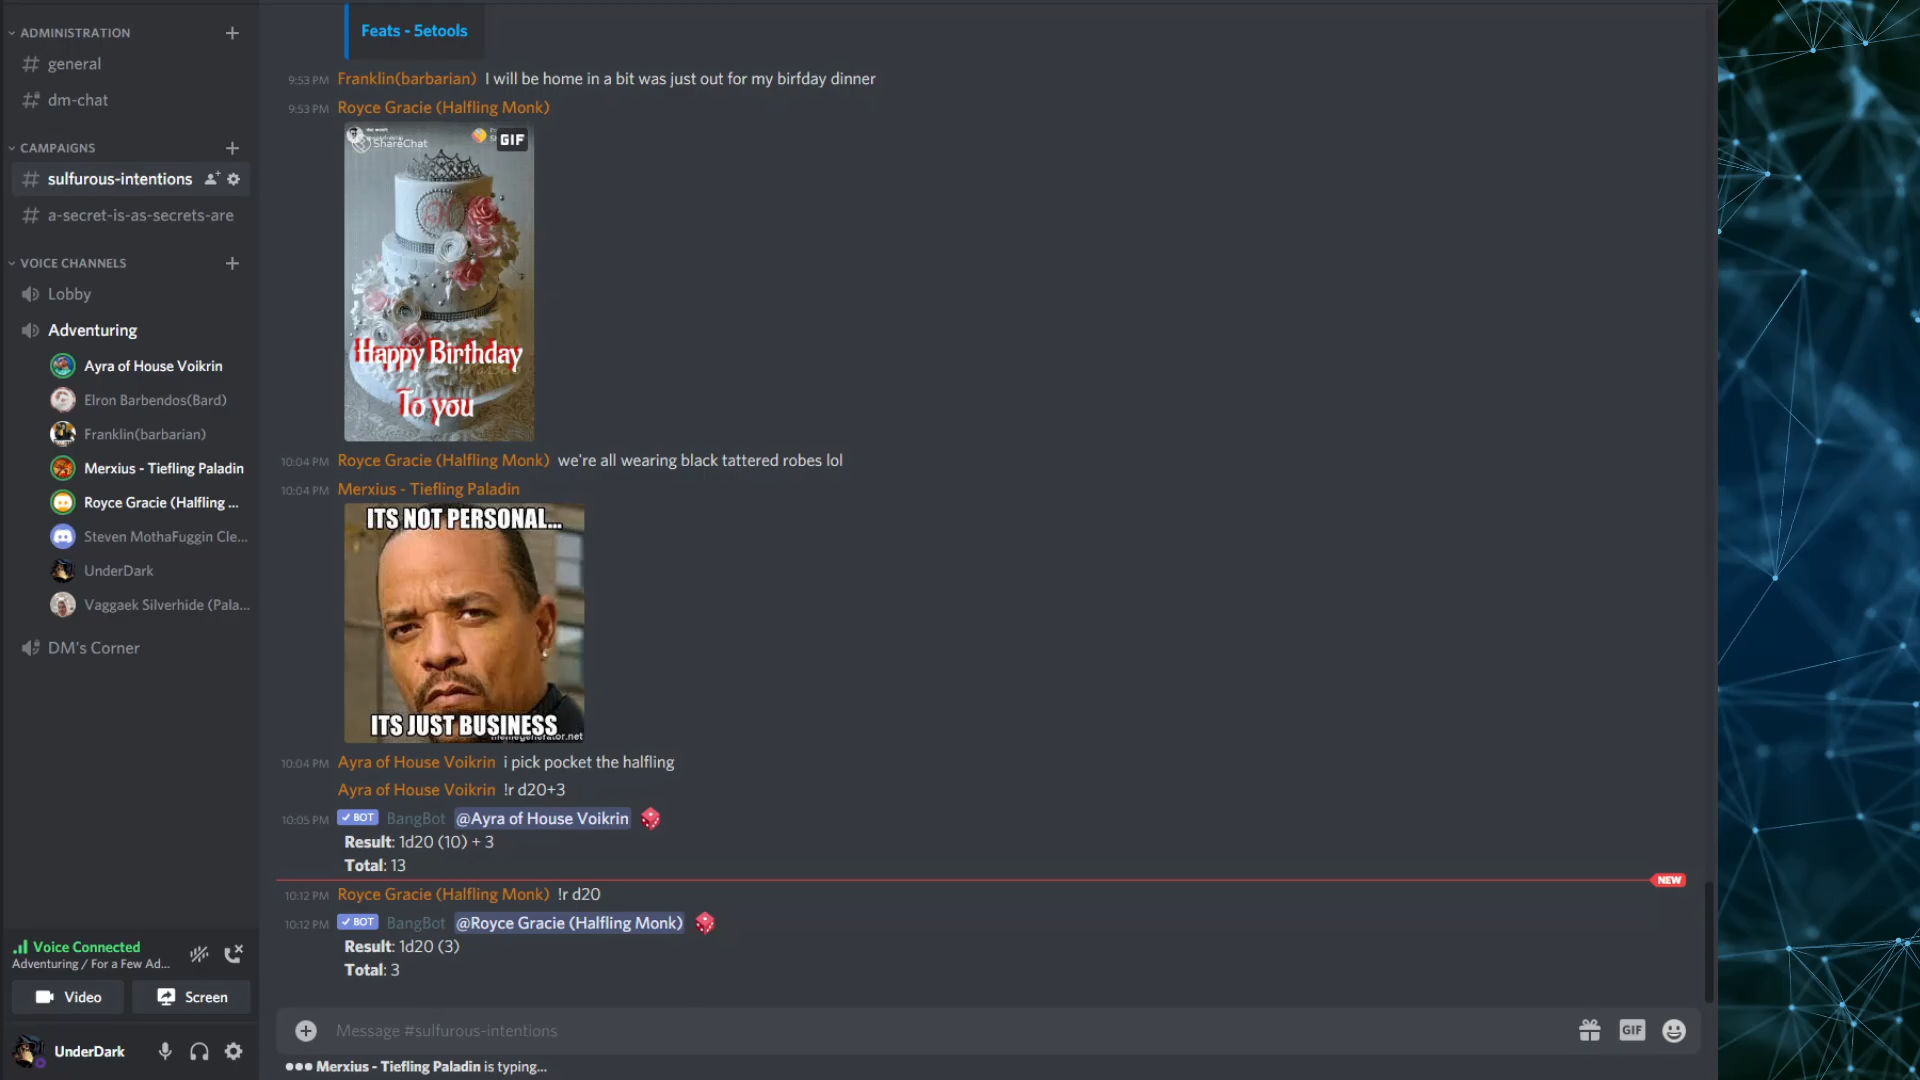 ADMINISTRATION
general
dm-chat
CAMPAIGNS
sulfurous-intentions
a-secret-is-as-secrets-are
VOICE CHANNELS
Lobby
Adventuring
Ayra of House Voikrin
Elron Barbendos(Bard)
Franklin(barbarian)
Merxius - Tiefling Paladin
Royce Gracie (Halfling ...
Steven MothaFuggin Cle...
UnderDark
Vaggaek Silverhide (Pala...
DM's Corner
Voice Connected
Adventuring / For a Few Ad...
Video
Screen
UnderDark
Feats - 5etools
9:53 PM Franklin(barbarian) I will be home in a bit was just out for my birfday dinner
9:53 PM Royce Gracie (Halfling Monk)
ShareChat
GIF
Happy Birthday
To you
10:04 PM Royce Gracie (Halfling Monk) we're all wearing black tattered robes lol
10:04 PM Merxius - Tiefling Paladin
ITS NOT PERSONAL...
ITS JUST BUSINESS
memegenerator.net
10:04 PM Ayra of House Voikrin i pick pocket the halfling
Ayra of House Voikrin !r d20+3
10:05 PM BOT BangBot @Ayra of House Voikrin
Result: 1d20 (10) + 3
Total: 13
NEW
10:12 PM Royce Gracie (Halfling Monk) !r d20
10:12 PM BOT BangBot @Royce Gracie (Halfling Monk)
Result: 1d20 (3)
Total: 3
Message #sulfurous-intentions
GIF
Merxius - Tiefling Paladin is typing...